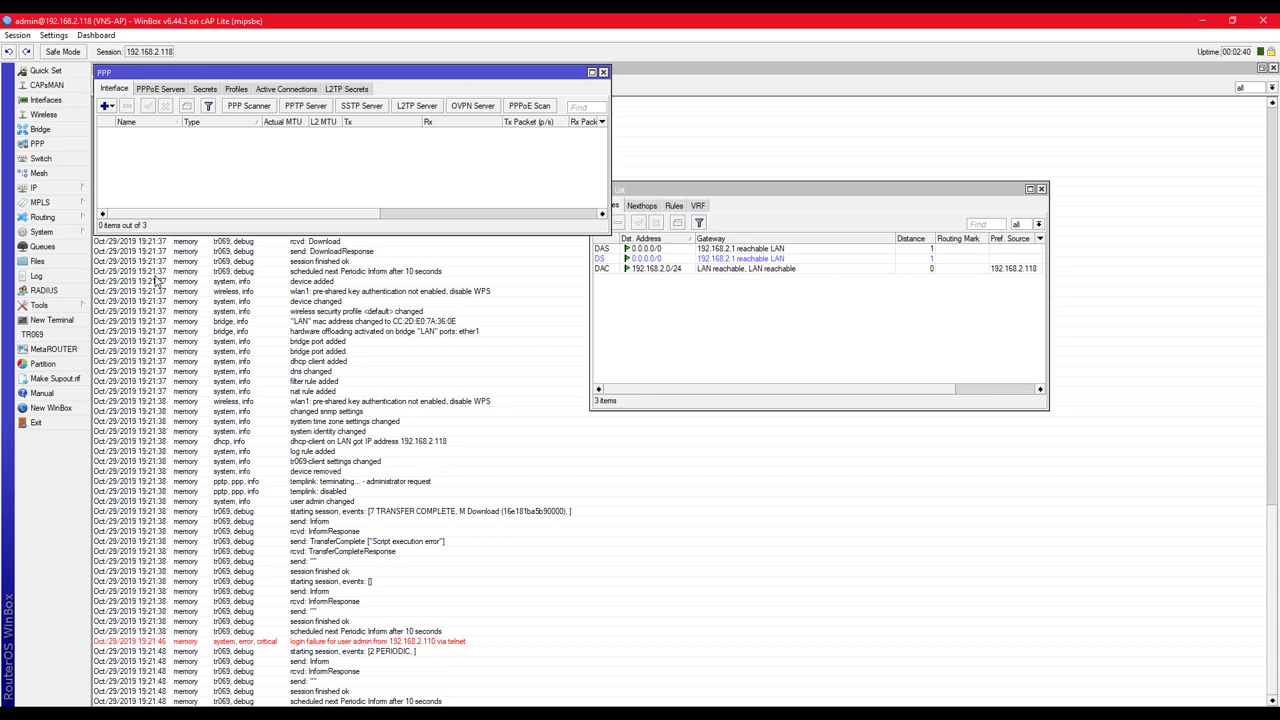 admin@192.168.2.118 (VNS-AP) - WinBox v6.44.3 on cAP Lite (mipsbe)
Session Settings Dashboard
Safe Mode Session: 192.168.2.118 Uptime: 00:02:40
Quick Set
CAPsMAN
Interfaces
Wireless
Bridge
PPP
Switch
Mesh
IP
MPLS
Routing
System
Queues
Files
Log
RADIUS
Tools
New Terminal
TR069
MetaROUTER
Partition
Make Supout.rif
Manual
New WinBox
Exit
RouterOS WinBox
all
PPP
Interface PPPoE Servers Secrets Profiles Active Connections L2TP Secrets
PPP Scanner PPTP Server SSTP Server L2TP Server OVPN Server PPPoE Scan Find
Name Type Actual MTU L2 MTU Tx Rx Tx Packet (p/s) Rx Pack
0 items out of 3
List
es Nexthops Rules VRF
Find all
Dst. Address Gateway Distance Routing Mark Pref. Source
DAS 0.0.0.0/0 192.168.2.1 reachable LAN 1
DS 0.0.0.0/0 192.168.2.1 reachable LAN 1
DAC 192.168.2.0/24 LAN reachable, LAN reachable 0 192.168.2.118
3 items
Oct/29/2019 19:21:37 memory tr069, debug rcvd: Download
Oct/29/2019 19:21:37 memory tr069, debug send: DownloadResponse
Oct/29/2019 19:21:37 memory tr069, debug session finished ok
Oct/29/2019 19:21:37 memory tr069, debug scheduled next Periodic Inform after 10 seconds
Oct/29/2019 19:21:37 memory system, info device added
Oct/29/2019 19:21:37 memory wireless, info wlan1: pre-shared key authentication not enabled, disable WPS
Oct/29/2019 19:21:37 memory system, info device changed
Oct/29/2019 19:21:37 memory system, info wireless security profile <default> changed
Oct/29/2019 19:21:37 memory bridge, info "LAN" mac address changed to CC:2D:E0:7A:36:0E
Oct/29/2019 19:21:37 memory bridge, info hardware offloading activated on bridge "LAN" ports: ether1
Oct/29/2019 19:21:37 memory system, info bridge port added
Oct/29/2019 19:21:37 memory system, info bridge port added
Oct/29/2019 19:21:37 memory system, info dhcp client added
Oct/29/2019 19:21:37 memory system, info dns changed
Oct/29/2019 19:21:37 memory system, info filter rule added
Oct/29/2019 19:21:37 memory system, info nat rule added
Oct/29/2019 19:21:38 memory wireless, info wlan1: pre-shared key authentication not enabled, disable WPS
Oct/29/2019 19:21:38 memory system, info changed snmp settings
Oct/29/2019 19:21:38 memory system, info system time zone settings changed
Oct/29/2019 19:21:38 memory system, info system identity changed
Oct/29/2019 19:21:38 memory dhcp, info dhcp-client on LAN got IP address 192.168.2.118
Oct/29/2019 19:21:38 memory system, info log rule added
Oct/29/2019 19:21:38 memory system, info tr069-client settings changed
Oct/29/2019 19:21:38 memory system, info device removed
Oct/29/2019 19:21:38 memory pptp, ppp, info templink: terminating... - administrator request
Oct/29/2019 19:21:38 memory pptp, ppp, info templink: disabled
Oct/29/2019 19:21:38 memory system, info user admin changed
Oct/29/2019 19:21:38 memory tr069, debug starting session, events: [7 TRANSFER COMPLETE, M Download (16e181ba5b90000), ]
Oct/29/2019 19:21:38 memory tr069, debug send: Inform
Oct/29/2019 19:21:38 memory tr069, debug rcvd: InformResponse
Oct/29/2019 19:21:38 memory tr069, debug send: TransferComplete ["Script execution error"]
Oct/29/2019 19:21:38 memory tr069, debug rcvd: TransferCompleteResponse
Oct/29/2019 19:21:38 memory tr069, debug send: ""
Oct/29/2019 19:21:38 memory tr069, debug session finished ok
Oct/29/2019 19:21:38 memory tr069, debug starting session, events: []
Oct/29/2019 19:21:38 memory tr069, debug send: Inform
Oct/29/2019 19:21:38 memory tr069, debug rcvd: InformResponse
Oct/29/2019 19:21:38 memory tr069, debug send: ""
Oct/29/2019 19:21:38 memory tr069, debug session finished ok
Oct/29/2019 19:21:38 memory tr069, debug scheduled next Periodic Inform after 10 seconds
Oct/29/2019 19:21:46 memory system, error, critical login failure for user admin from 192.168.2.110 via telnet
Oct/29/2019 19:21:48 memory tr069, debug starting session, events: [2 PERIODIC, ]
Oct/29/2019 19:21:48 memory tr069, debug send: Inform
Oct/29/2019 19:21:48 memory tr069, debug rcvd: InformResponse
Oct/29/2019 19:21:48 memory tr069, debug send: ""
Oct/29/2019 19:21:48 memory tr069, debug session finished ok
Oct/29/2019 19:21:48 memory tr069, debug scheduled next Periodic Inform after 10 seconds